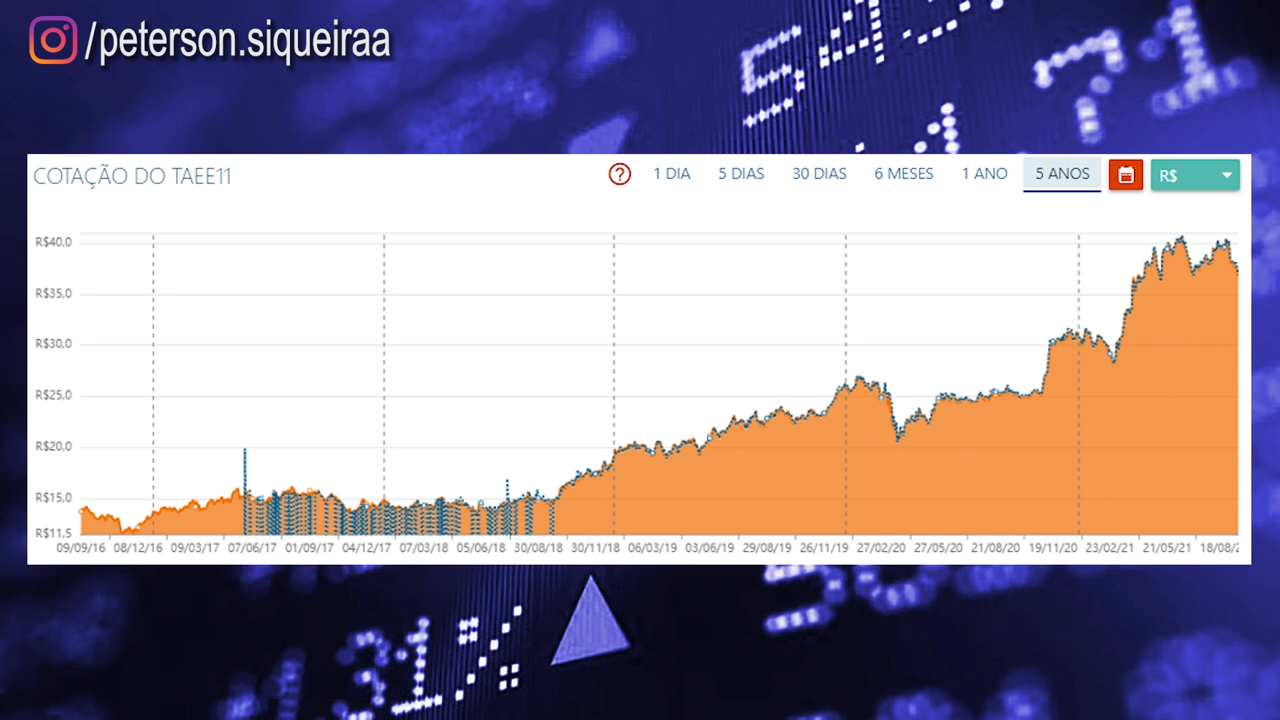 /peterson.siqueiraa
COTAÇÃO DO TAEE11
? 1 DIA 5 DIAS 30 DIAS 6 MESES 1 ANO 5 ANOS R$
R$40,0
R$35,0
R$30,0
R$25,0
R$20,0
R$15,0
R$11,5
09/09/16 08/12/16 09/03/17 07/06/17 01/09/17 04/12/17 07/03/18 05/06/18 30/08/18 30/11/18 06/03/19 03/06/19 29/08/19 26/11/19 27/02/20 27/05/20 21/08/20 19/11/20 23/02/21 21/05/21 18/08/2
31%